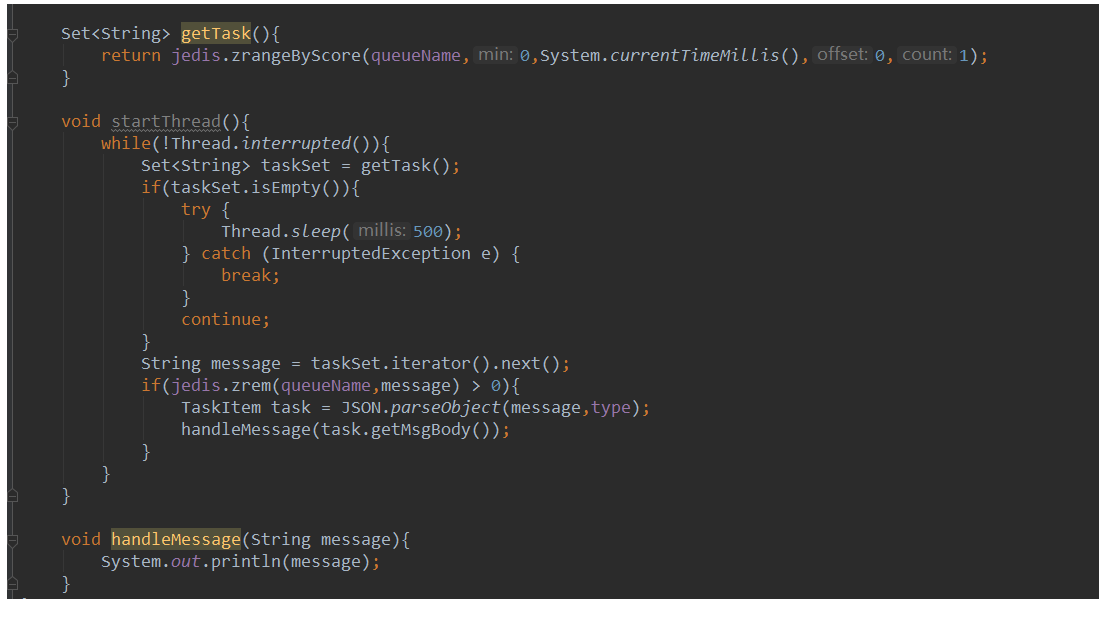 Set<String> getTask(){
return jedis.zrangeByScore(queueName, min: 0,System.currentTimeMillis(), offset: 0, count: 1);
}
void startThread(){
while(!Thread.interrupted()){
Set<String> taskSet = getTask();
if(taskSet.isEmpty()){
try {
Thread.sleep( millis: 500);
} catch (InterruptedException e) {
break;
}
continue;
}
String message = taskSet.iterator().next();
if(jedis.zrem(queueName,message) > 0){
TaskItem task = JSON.parseObject(message,type);
handleMessage(task.getMsgBody());
}
}
}
void handleMessage(String message){
System.out.println(message);
}